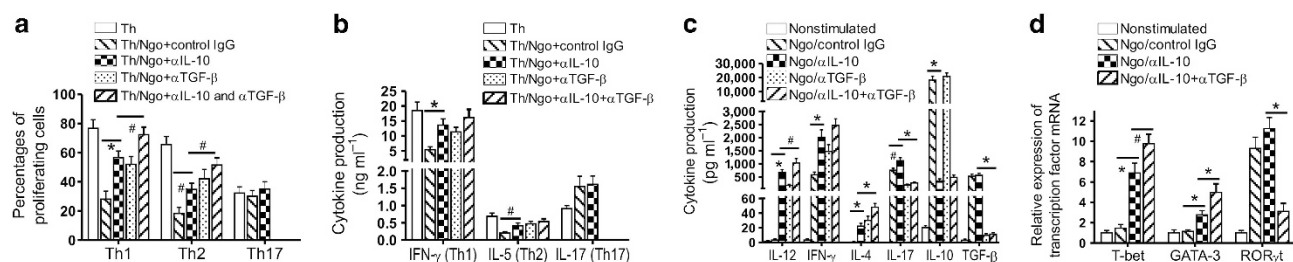 a
Th
Th/Ngo+control IgG
Th/Ngo+αIL-10
Th/Ngo+αTGF-β
Th/Ngo+αIL-10 and αTGF-β
Percentages of
proliferating cells
100
80
60
40
20
0
*
#
#
#
Th1
Th2
Th17
b
Th
Th/Ngo+control IgG
Th/Ngo+αIL-10
Th/Ngo+αTGF-β
Th/Ngo+αIL-10+αTGF-β
Cytokine production
(ng ml−1)
25
20
15
10
5
2.0
1.5
1.0
0.5
0.0
*
#
IFN-γ (Th1)
IL-5 (Th2)
IL-17 (Th17)
c
Nonstimulated
Ngo/control IgG
Ngo/αIL-10
Ngo/αTGF-β
Ngo/αIL-10+αTGF-β
Cytokine production
(pg ml−1)
25,000
20,000
15,000
10,000
3,500
2,500
1,500
500
60
40
20
0
*
#
*
*
*
#
*
*
*
IL-12
IFN-γ
IL-4
IL-17
IL-10
TGF-β
d
Nonstimulated
Ngo/control IgG
Ngo/αIL-10
Ngo/αIL-10+αTGF-β
Relative expression of
transcription factor mRNA
14
12
10
8
6
4
2
0
*
#
*
*
*
T-bet
GATA-3
RORγt